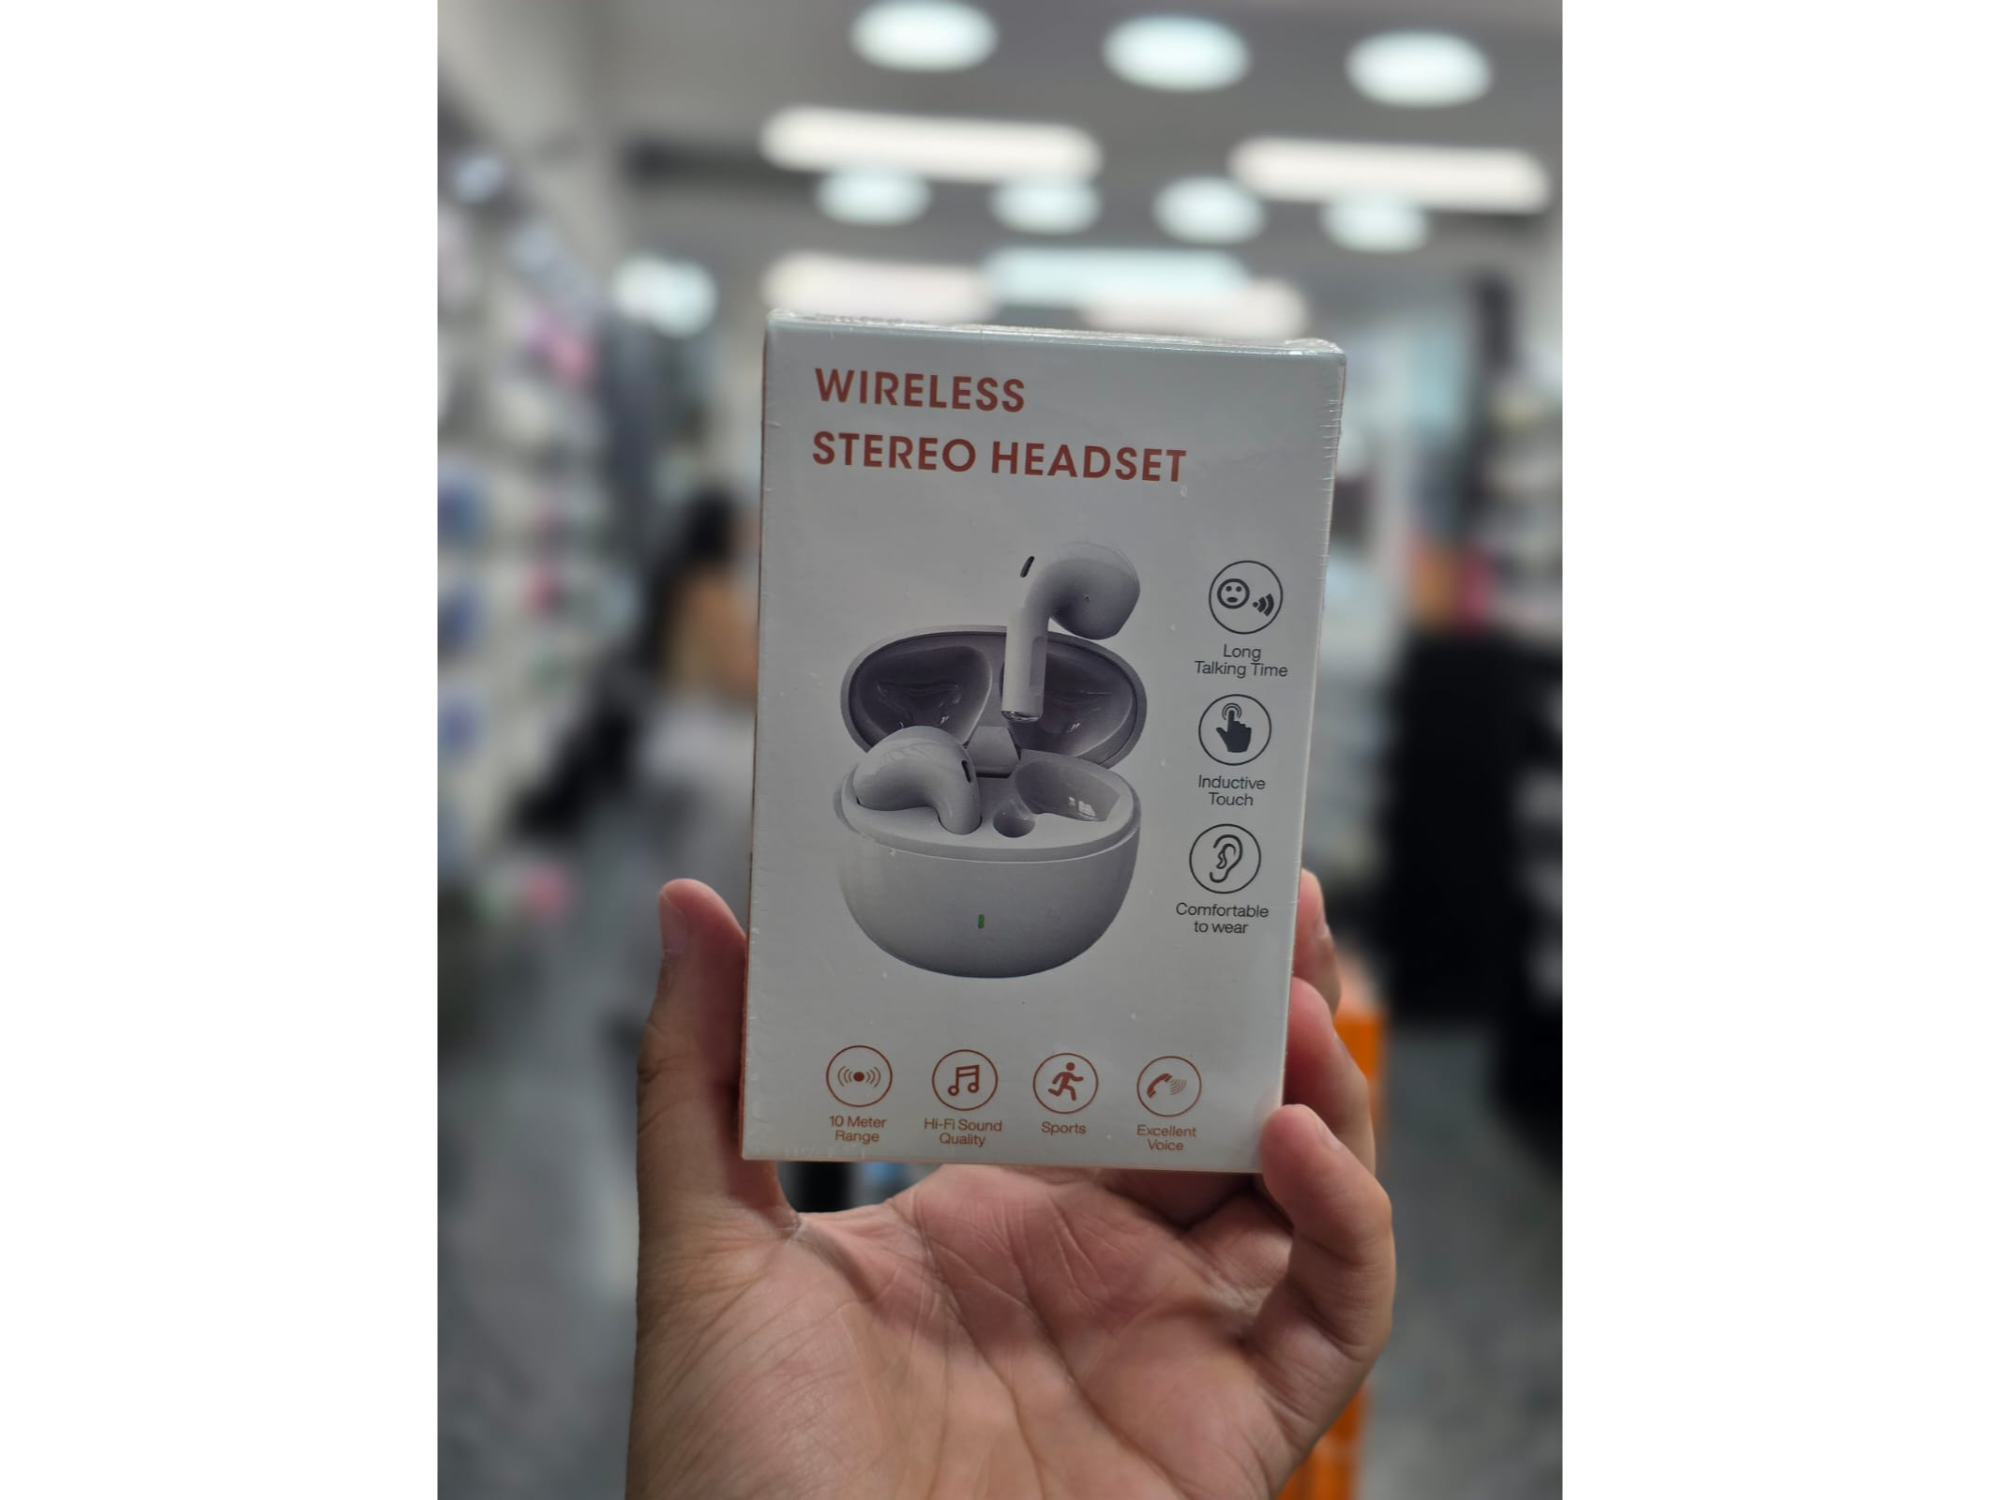 WIRELESS
STEREO HEADSET
Long
Talking Time
Inductive
Touch
Comfortable
to wear
10 Meter
Range
Hi-Fi Sound
Quality
Sports
Excellent
Voice